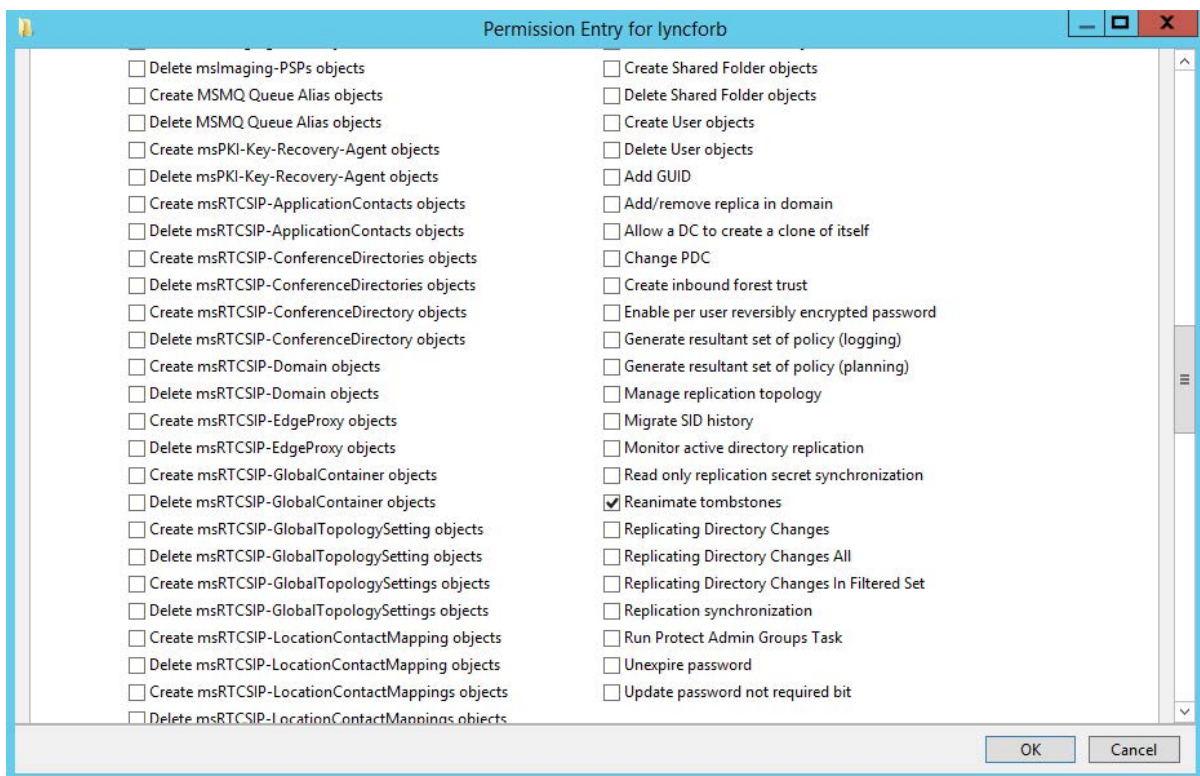 Permission Entry for lyncforb
Delete msImaging-PSPs objects
Create MSMQ Queue Alias objects
Delete MSMQ Queue Alias objects
Create msPKI-Key-Recovery-Agent objects
Delete msPKI-Key-Recovery-Agent objects
Create msRTCSIP-ApplicationContacts objects
Delete msRTCSIP-ApplicationContacts objects
Create msRTCSIP-ConferenceDirectories objects
Delete msRTCSIP-ConferenceDirectories objects
Create msRTCSIP-ConferenceDirectory objects
Delete msRTCSIP-ConferenceDirectory objects
Create msRTCSIP-Domain objects
Delete msRTCSIP-Domain objects
Create msRTCSIP-EdgeProxy objects
Delete msRTCSIP-EdgeProxy objects
Create msRTCSIP-GlobalContainer objects
Delete msRTCSIP-GlobalContainer objects
Create msRTCSIP-GlobalTopologySetting objects
Delete msRTCSIP-GlobalTopologySetting objects
Create msRTCSIP-GlobalTopologySettings objects
Delete msRTCSIP-GlobalTopologySettings objects
Create msRTCSIP-LocationContactMapping objects
Delete msRTCSIP-LocationContactMapping objects
Create msRTCSIP-LocationContactMappings objects
Delete msRTCSIP-LocationContactMappings objects
Create Shared Folder objects
Delete Shared Folder objects
Create User objects
Delete User objects
Add GUID
Add/remove replica in domain
Allow a DC to create a clone of itself
Change PDC
Create inbound forest trust
Enable per user reversibly encrypted password
Generate resultant set of policy (logging)
Generate resultant set of policy (planning)
Manage replication topology
Migrate SID history
Monitor active directory replication
Read only replication secret synchronization
Reanimate tombstones
Replicating Directory Changes
Replicating Directory Changes All
Replicating Directory Changes In Filtered Set
Replication synchronization
Run Protect Admin Groups Task
Unexpire password
Update password not required bit
OK
Cancel